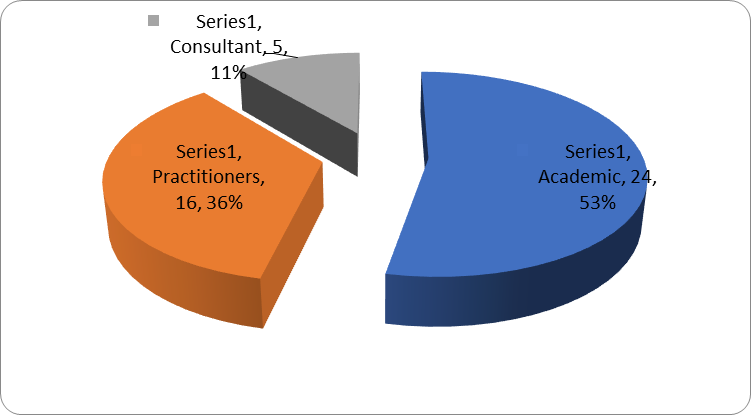 Series1,
Consultant, 5,
11%
Series1,
Practitioners,
16, 36%
Series1,
Academic, 24,
53%